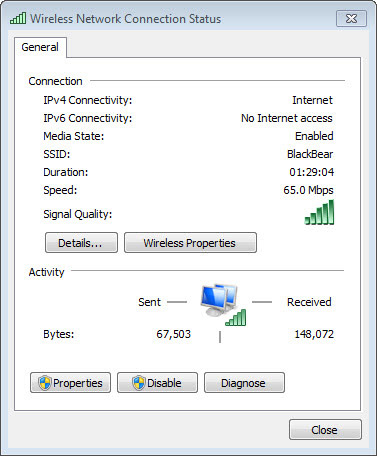 Wireless Network Connection Status
General
Connection
IPv4 Connectivity: Internet
IPv6 Connectivity: No Internet access
Media State: Enabled
SSID: BlackBear
Duration: 01:29:04
Speed: 65.0 Mbps
Signal Quality:
Details... Wireless Properties
Activity
Sent — — Received
Bytes: 67,503 | 148,072
Properties Disable Diagnose
Close